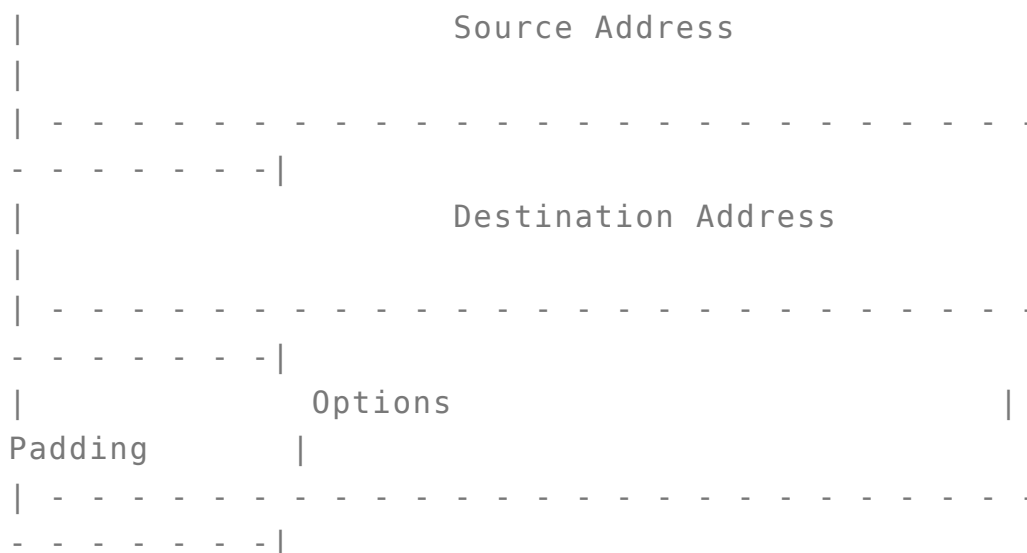 |                     Source Address
|
| - - - - - - - - - - - - - - - - - - - - - - - - -
- - - - - - -|
|                     Destination Address
|
| - - - - - - - - - - - - - - - - - - - - - - - - -
- - - - - - -|
|              Options                           |
Padding       |
| - - - - - - - - - - - - - - - - - - - - - - - - -
- - - - - - -|